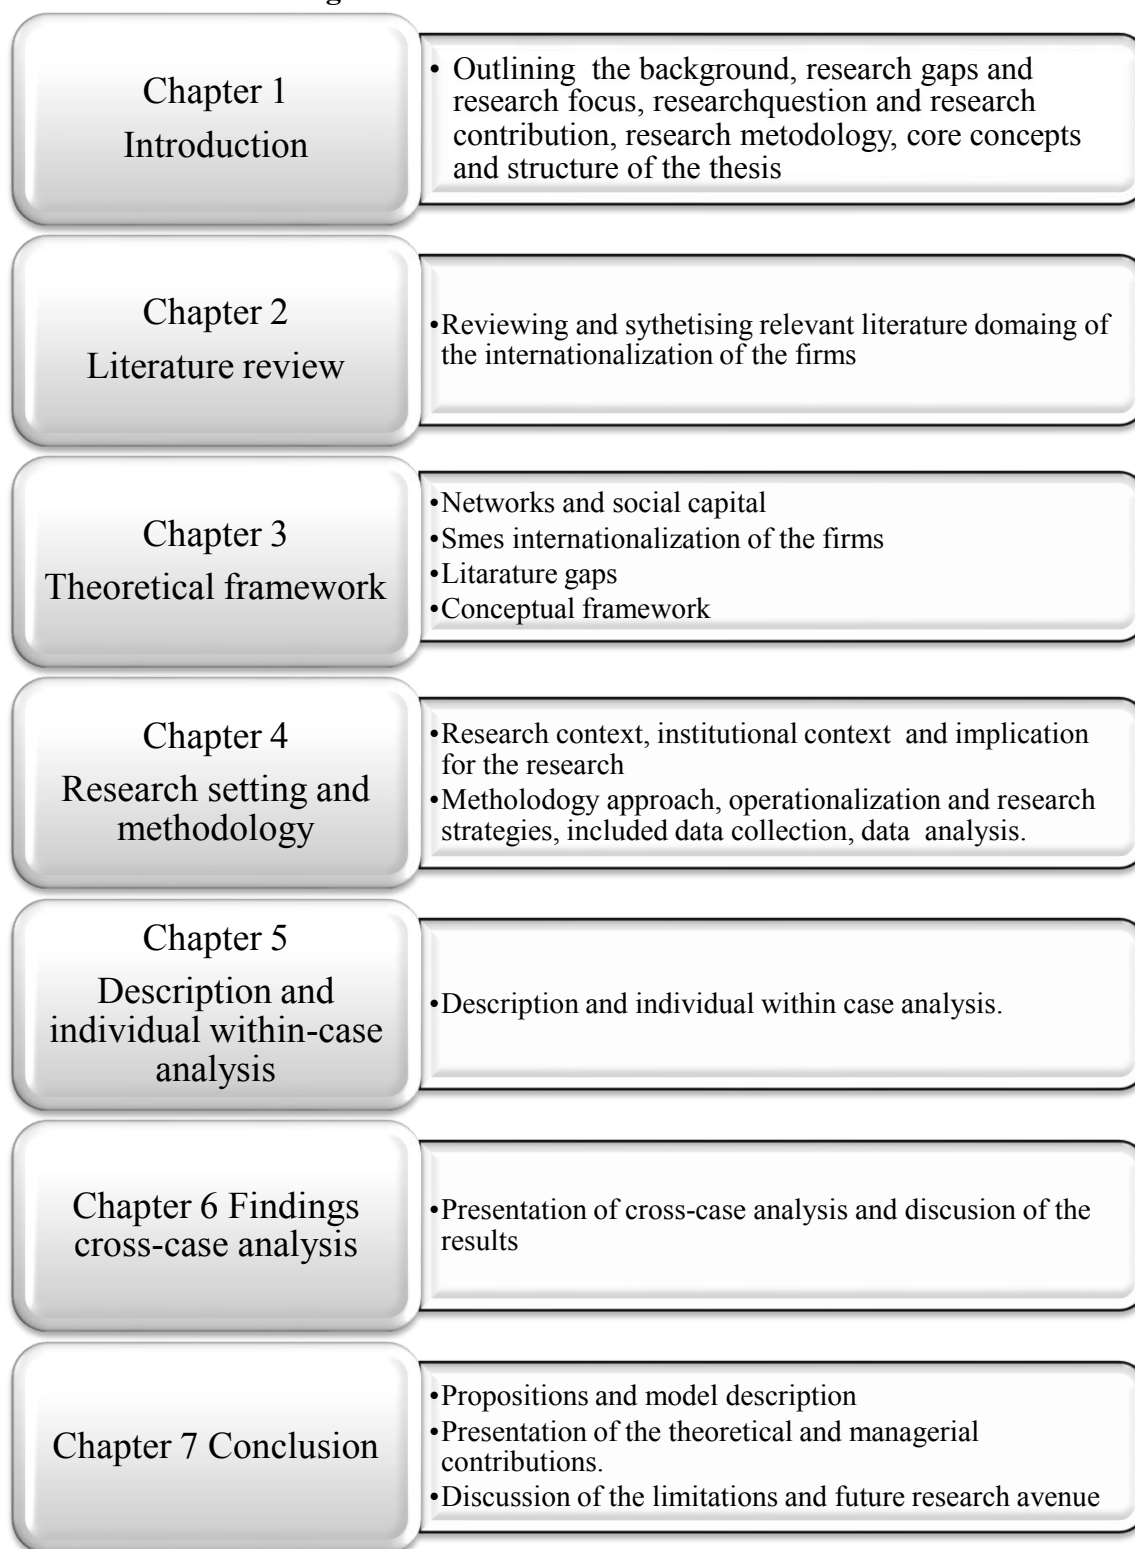 Chapter 1
Introduction
• Outlining the background, research gaps and
research focus, researchquestion and research
contribution, research metodology, core concepts
and structure of the thesis
Chapter 2
Literature review
•Reviewing and sythetising relevant literature domaing of
the internationalization of the firms
Chapter 3
Theoretical framework
•Networks and social capital
•Smes internationalization of the firms
•Litarature gaps
•Conceptual framework
Chapter 4
Research setting and
methodology
•Research context, institutional context and implication
for the research
•Metholodogy approach, operationalization and research
strategies, included data collection, data analysis.
Chapter 5
Description and
individual within-case
analysis
•Description and individual within case analysis.
Chapter 6 Findings
cross-case analysis
•Presentation of cross-case analysis and discusion of the
results
Chapter 7 Conclusion
•Propositions and model description
•Presentation of the theoretical and managerial
contributions.
•Discussion of the limitations and future research avenue